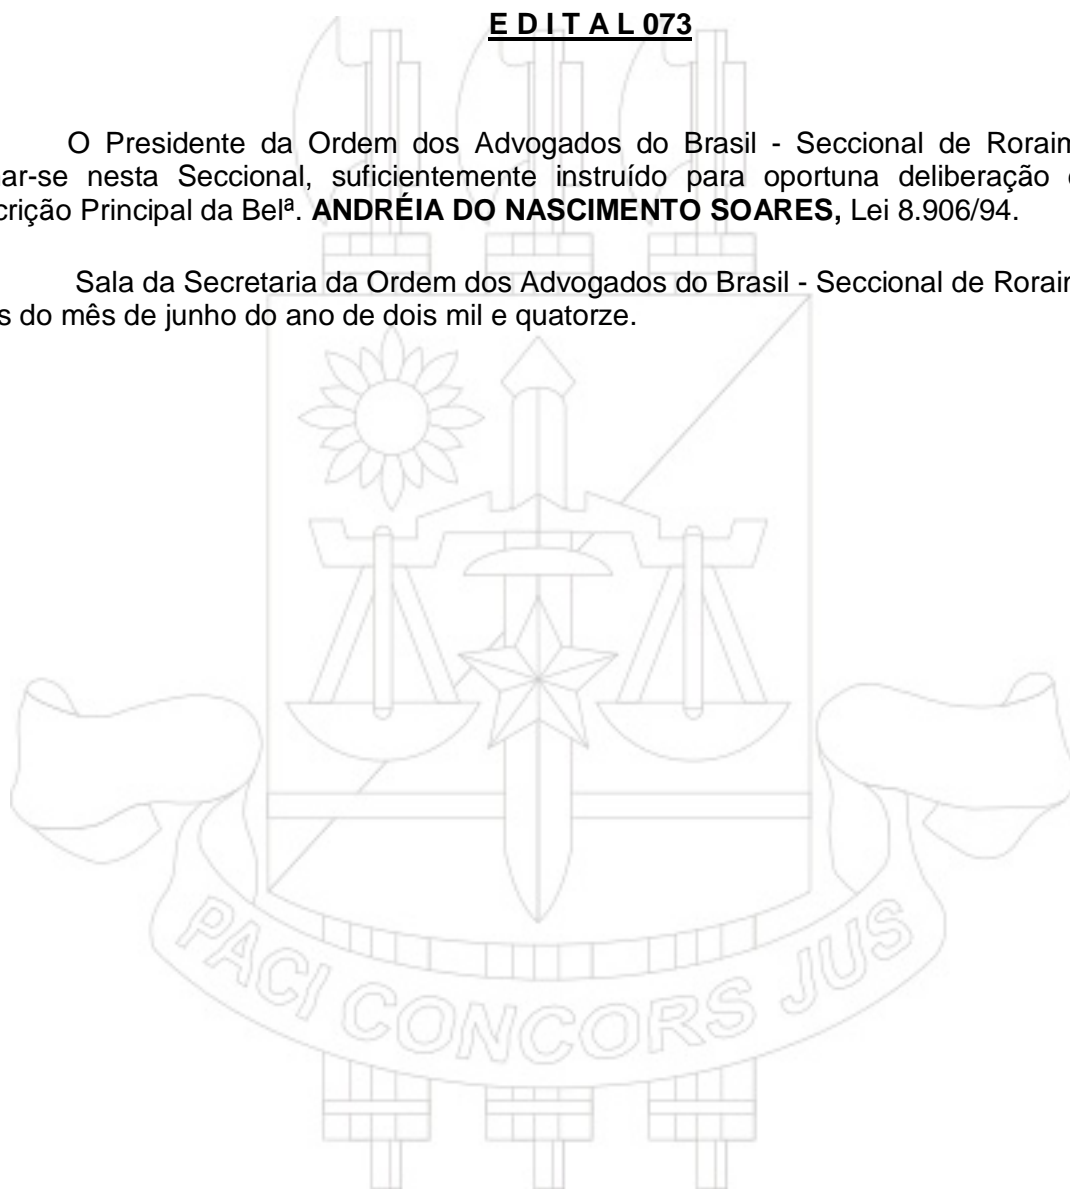 E D I T A L 073
O Presidente da Ordem dos Advogados do Brasil - Seccional de Roraim
ar-se nesta Seccional, suficientemente instruído para oportuna deliberação
crição Principal da Belª. ANDRÉIA DO NASCIMENTO SOARES, Lei 8.906/94.
Sala da Secretaria da Ordem dos Advogados do Brasil - Seccional de Rorain
s do mês de junho do ano de dois mil e quatorze.
PACI CONCORS JUS